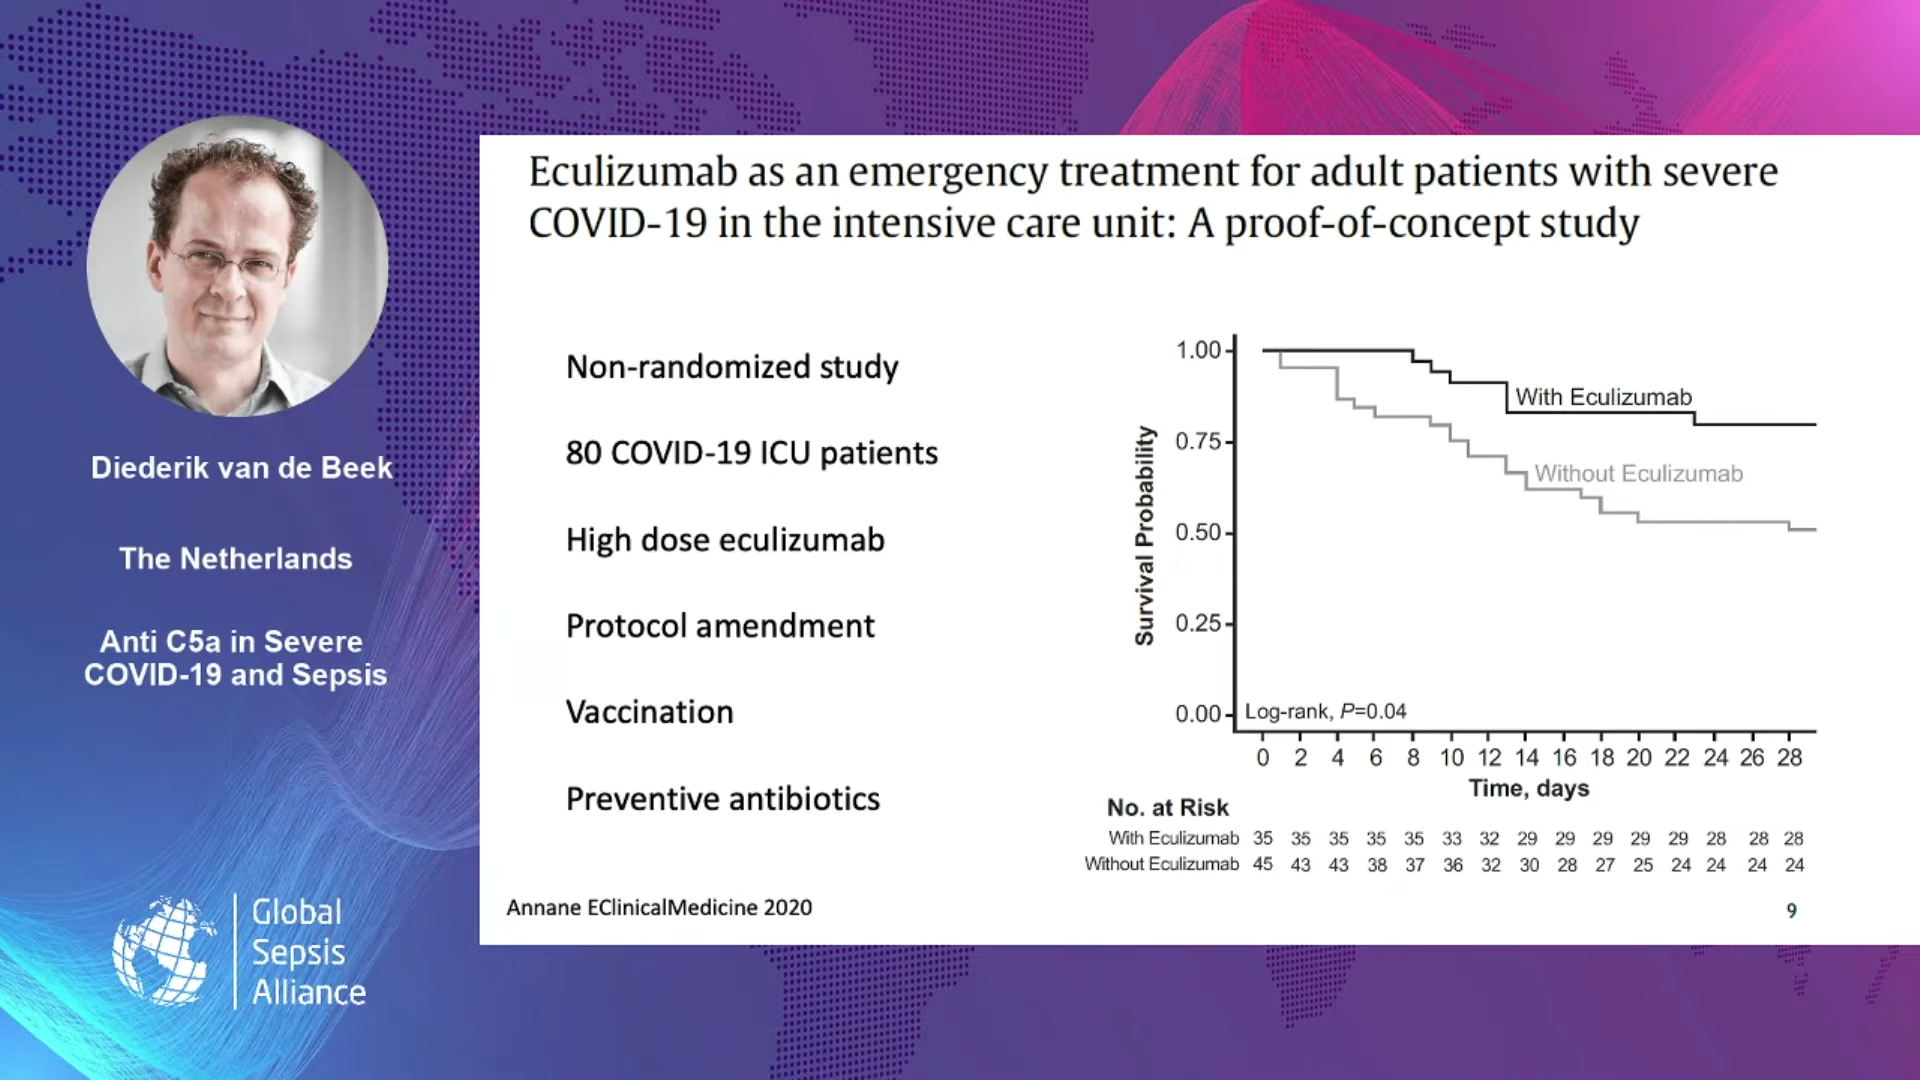 Diederik van de Beek
The Netherlands
Anti C5a in Severe
COVID-19 and Sepsis
Global
Sepsis
Alliance
Eculizumab as an emergency treatment for adult patients with severe
COVID-19 in the intensive care unit: A proof-of-concept study
Non-randomized study
80 COVID-19 ICU patients
High dose eculizumab
Protocol amendment
Vaccination
Preventive antibiotics
Survival Probability
1.00
0.75
0.50
0.25
0.00
With Eculizumab
Without Eculizumab
Log-rank, P=0.04
0 2 4 6 8 10 12 14 16 18 20 22 24 26 28
Time, days
No. at Risk
With Eculizumab 35 35 35 35 35 33 32 29 29 29 29 29 28 28 28
Without Eculizumab 45 43 43 38 37 36 32 30 28 27 25 24 24 24 24
Annane EClinicalMedicine 2020
9